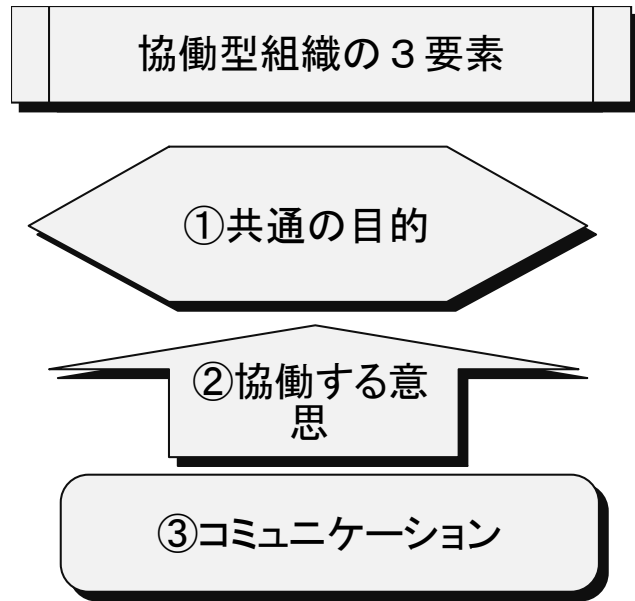 協働型組織の３要素
①共通の目的
②協働する意
思
③コミュニケーション